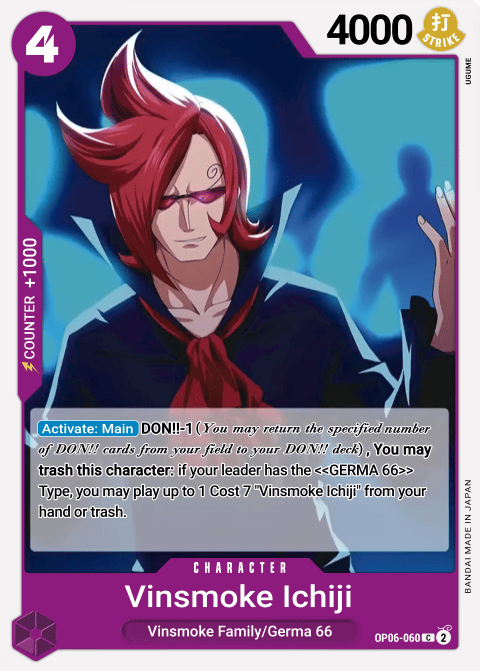 4
4000
打
STRIKE
UGUME
COUNTER +1000
Activate: Main DON!!-1 (You may return the specified number
of DON!! cards from your field to your DON!! deck), You may
trash this character: if your leader has the <<GERMA 66>>
Type, you may play up to 1 Cost 7 "Vinsmoke Ichiji" from your
hand or trash.
BANDAI MADE IN JAPAN
CHARACTER
Vinsmoke Ichiji
Vinsmoke Family/Germa 66
OP06-060 C 2